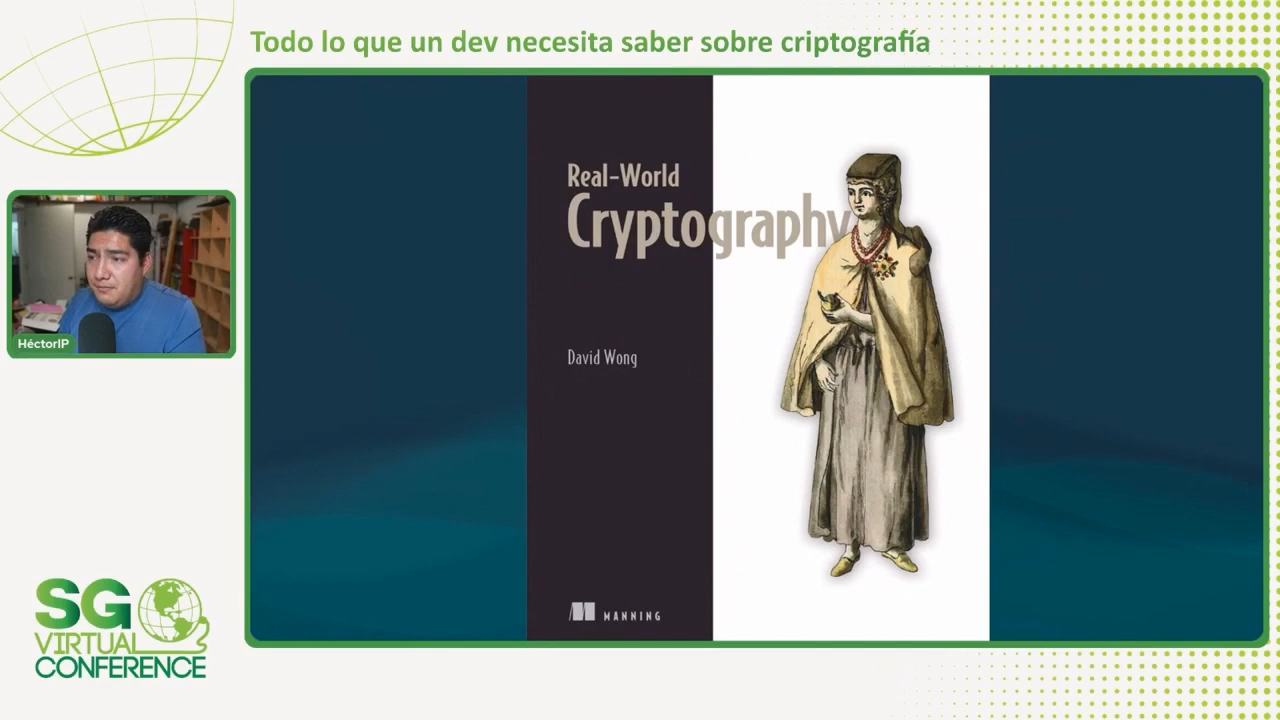 Todo lo que un dev necesita saber sobre criptografía
Real-World
Cryptography
David Wong
MANNING
HéctorIP
SG
VIRTUAL
CONFERENCE